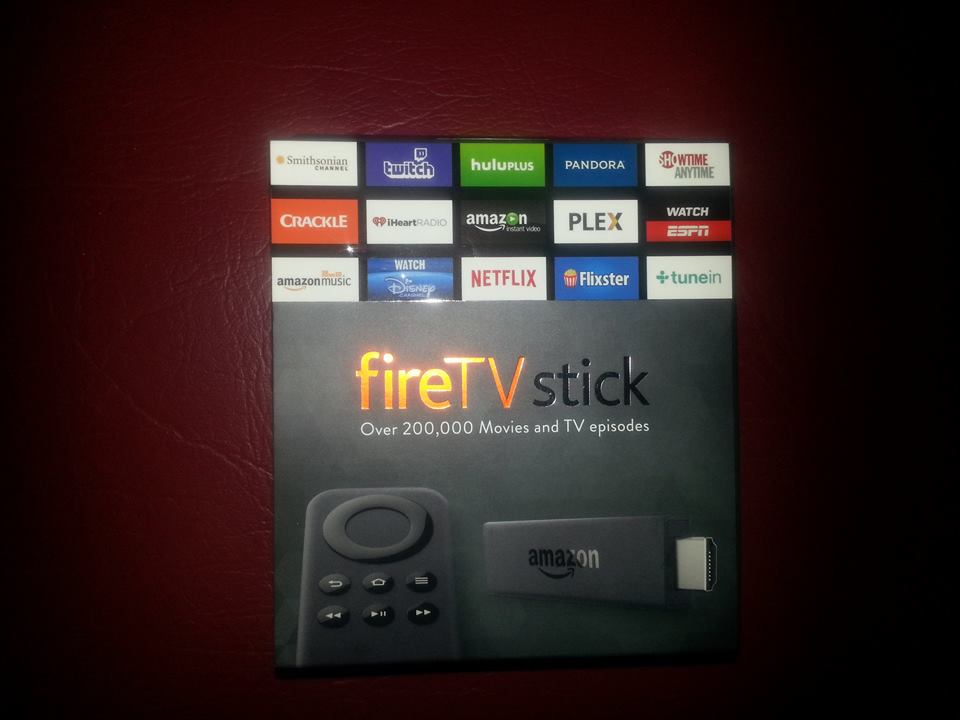 Smithsonian
CHANNEL
twitch
huluPLUS
PANDORA
SHOWTIME
ANYTIME
CRACKLE
iHeartRADIO
amazon
instant video
PLEX
WATCH
ESPN
amazonmusic
WATCH
Disney
CHANNEL
NETFLIX
Flixster
tunein
fireTV stick
Over 200,000 Movies and TV episodes
amazon